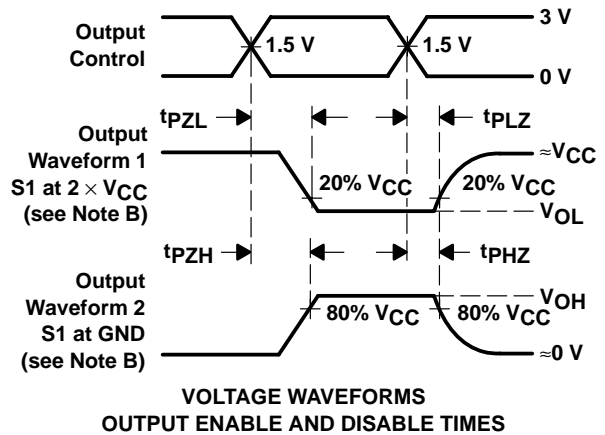 Output
Control
1.5 V
1.5 V
3 V
0 V
tPZL
tPLZ
Output
Waveform 1
S1 at 2 × VCC
(see Note B)
20% VCC
20% VCC
≈VCC
VOL
tPZH
tPHZ
Output
Waveform 2
S1 at GND
(see Note B)
80% VCC
80% VCC
VOH
≈0 V
VOLTAGE WAVEFORMS
OUTPUT ENABLE AND DISABLE TIMES